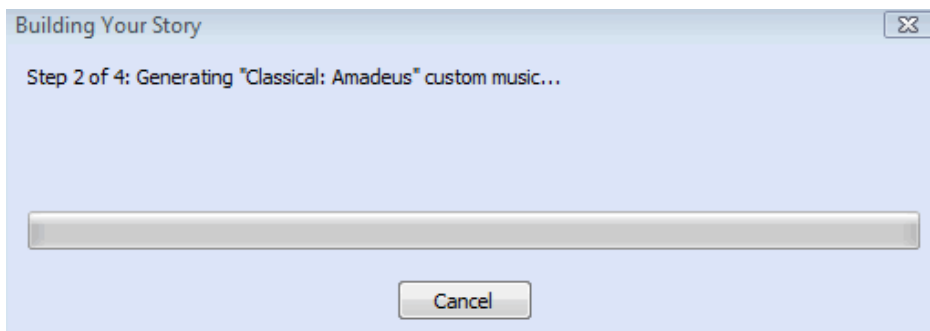 Building Your Story
Step 2 of 4: Generating "Classical: Amadeus" custom music...
Cancel